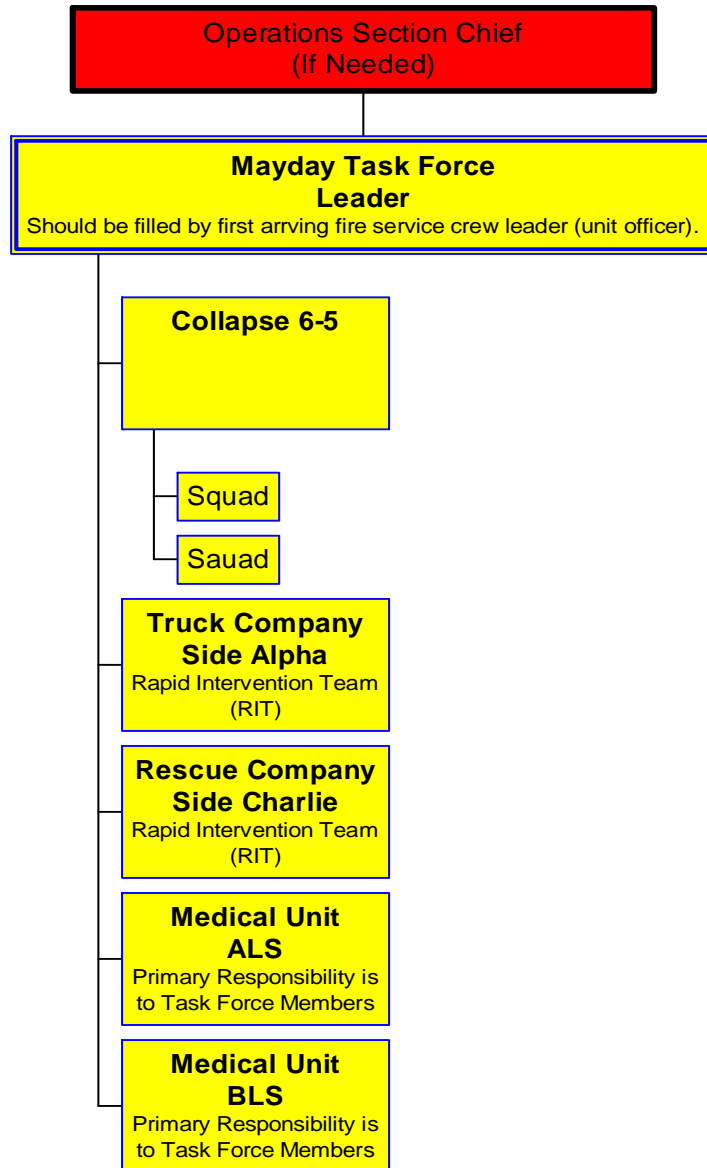 Operations Section Chief
(If Needed)
Mayday Task Force
Leader
Should be filled by first arrving fire service crew leader (unit officer).
Collapse 6-5
Squad
Sauad
Truck Company
Side Alpha
Rapid Intervention Team
(RIT)
Rescue Company
Side Charlie
Rapid Intervention Team
(RIT)
Medical Unit
ALS
Primary Responsibility is
to Task Force Members
Medical Unit
BLS
Primary Responsibility is
to Task Force Members